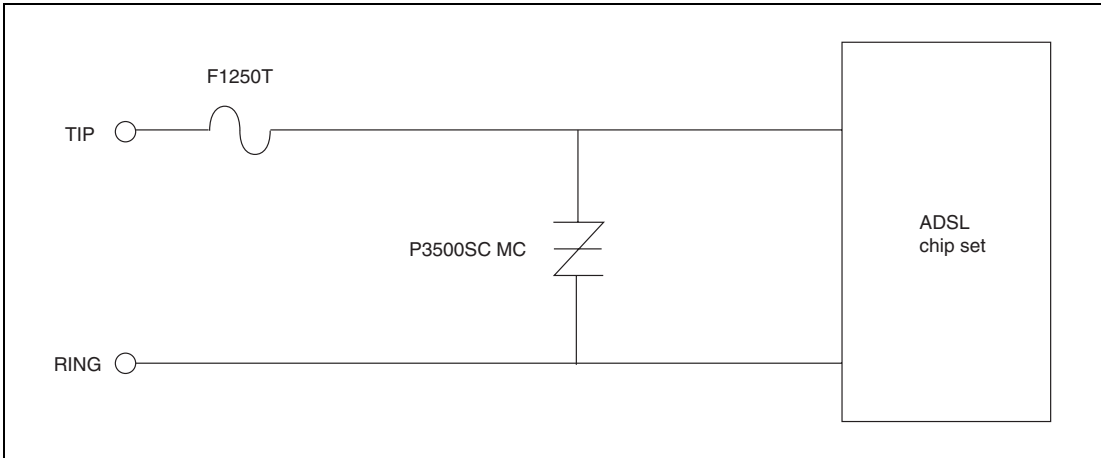 F1250T
TIP
P3500SC MC
ADSL
chip set
RING